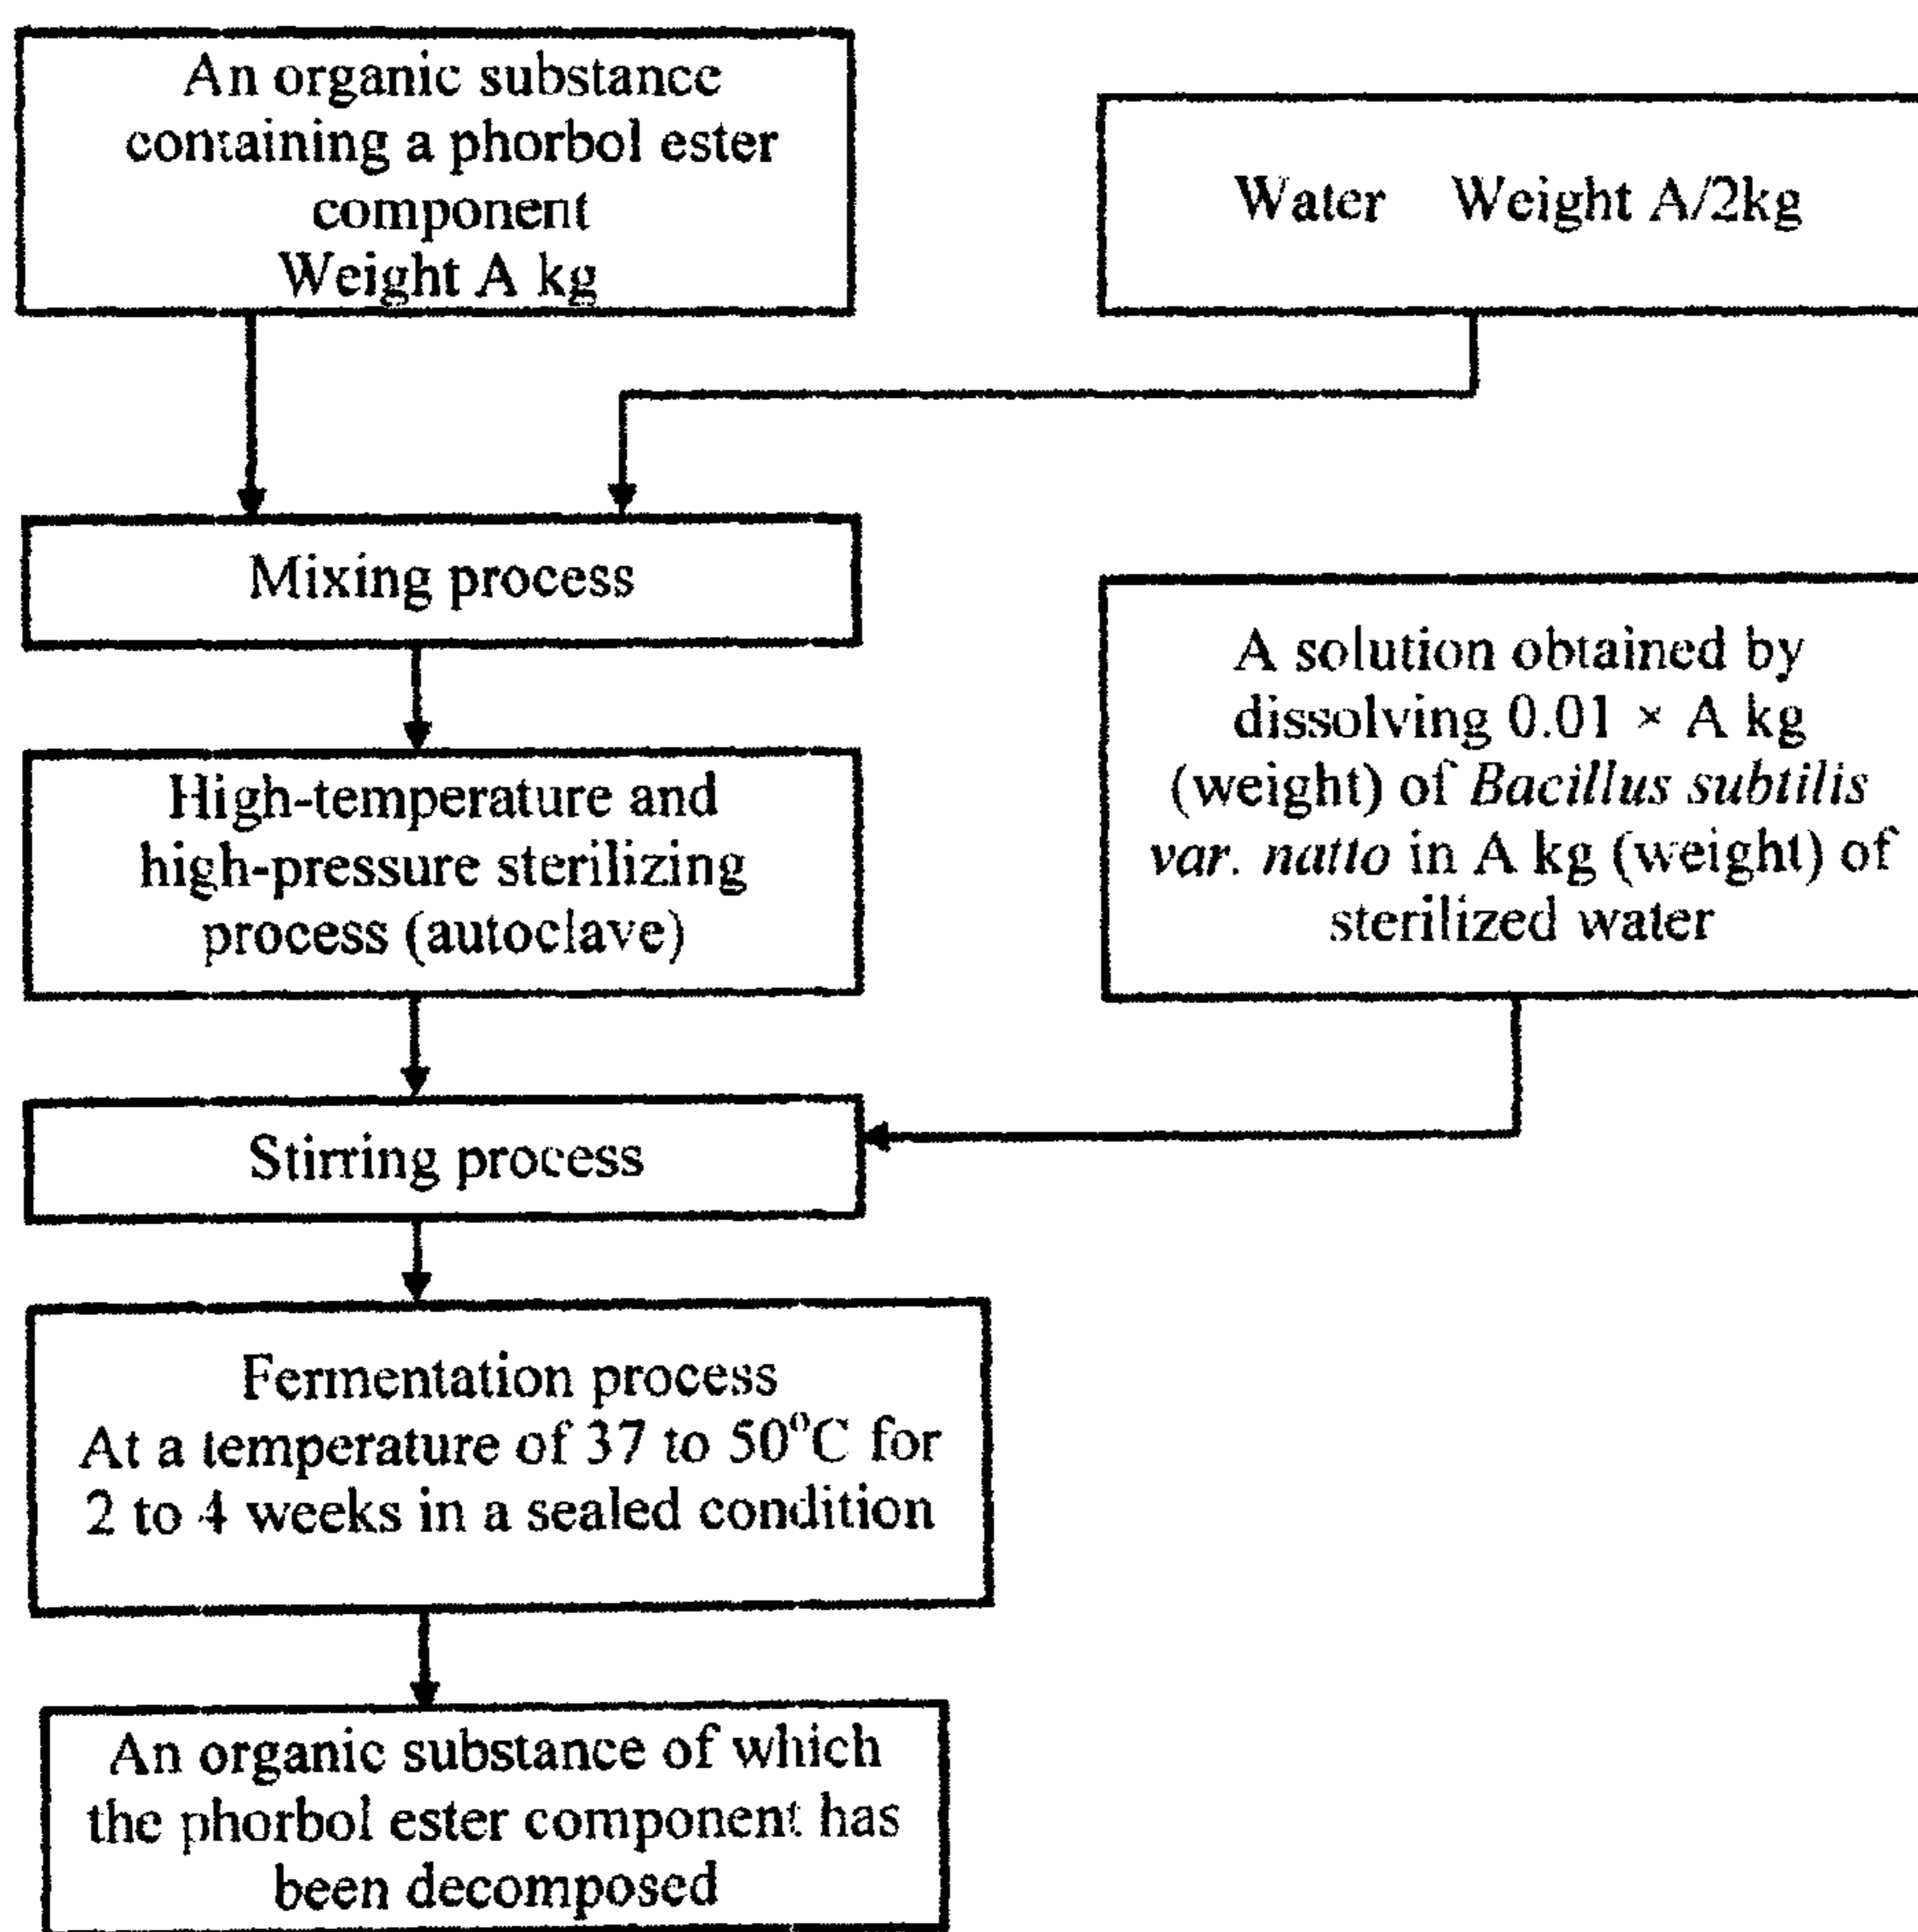 An organic substance
containing a phorbol ester
component
Weight A kg
Water Weight A/2kg
Mixing process
A solution obtained by
dissolving 0.01 × A kg
(weight) of Bacillus subtilis
var. natto in A kg (weight) of
sterilized water
High-temperature and
high-pressure sterilizing
process (autoclave)
Stirring process
Fermentation process
At a temperature of 37 to 50°C for
2 to 4 weeks in a sealed condition
An organic substance of which
the phorbol ester component has
been decomposed